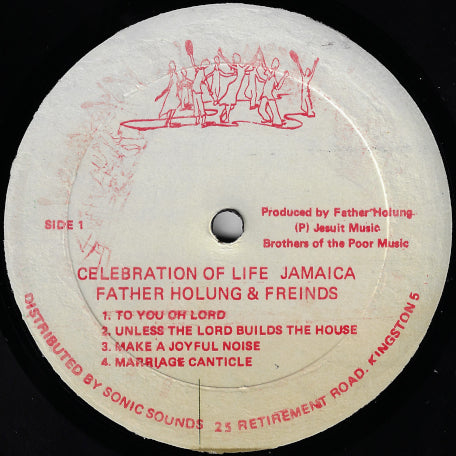 SIDE 1
Produced by Father Holung
(P) Jesuit Music
Brothers of the Poor Music
CELEBRATION OF LIFE JAMAICA
FATHER HOLUNG & FREINDS
1. TO YOU OH LORD
2. UNLESS THE LORD BUILDS THE HOUSE
3. MAKE A JOYFUL NOISE
4. MARRIAGE CANTICLE
DISTRIBUTED BY SONIC SOUNDS 25 RETIREMENT ROAD. KINGSTON 5